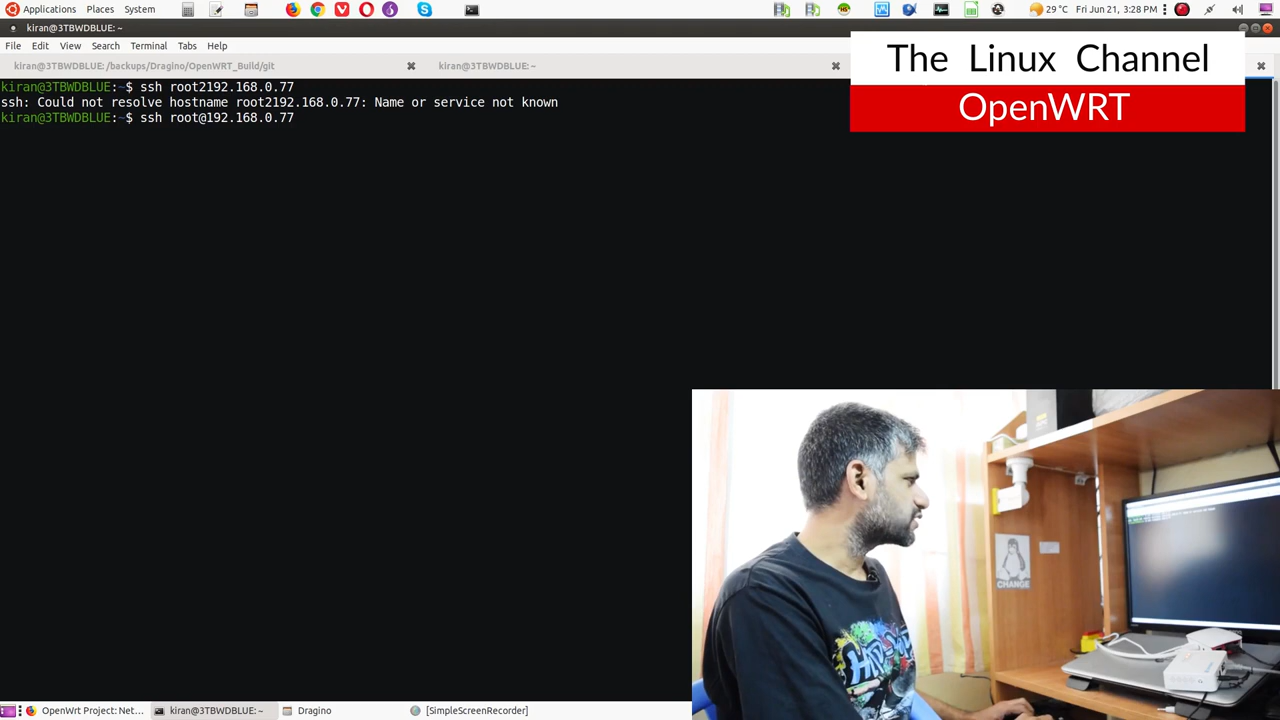 Applications Places System
29 °C Fri Jun 21, 3:28 PM
kiran@3TBWDBLUE: ~
File Edit View Search Terminal Tabs Help
kiran@3TBWDBLUE: /backups/Dragino/OpenWRT_Build/git
kiran@3TBWDBLUE: ~
The Linux Channel
OpenWRT
kiran@3TBWDBLUE:~$ ssh root2192.168.0.77
ssh: Could not resolve hostname root2192.168.0.77: Name or service not known
kiran@3TBWDBLUE:~$ ssh root@192.168.0.77
CHANGE
OpenWrt Project: Net...
kiran@3TBWDBLUE: ~
Dragino
[SimpleScreenRecorder]